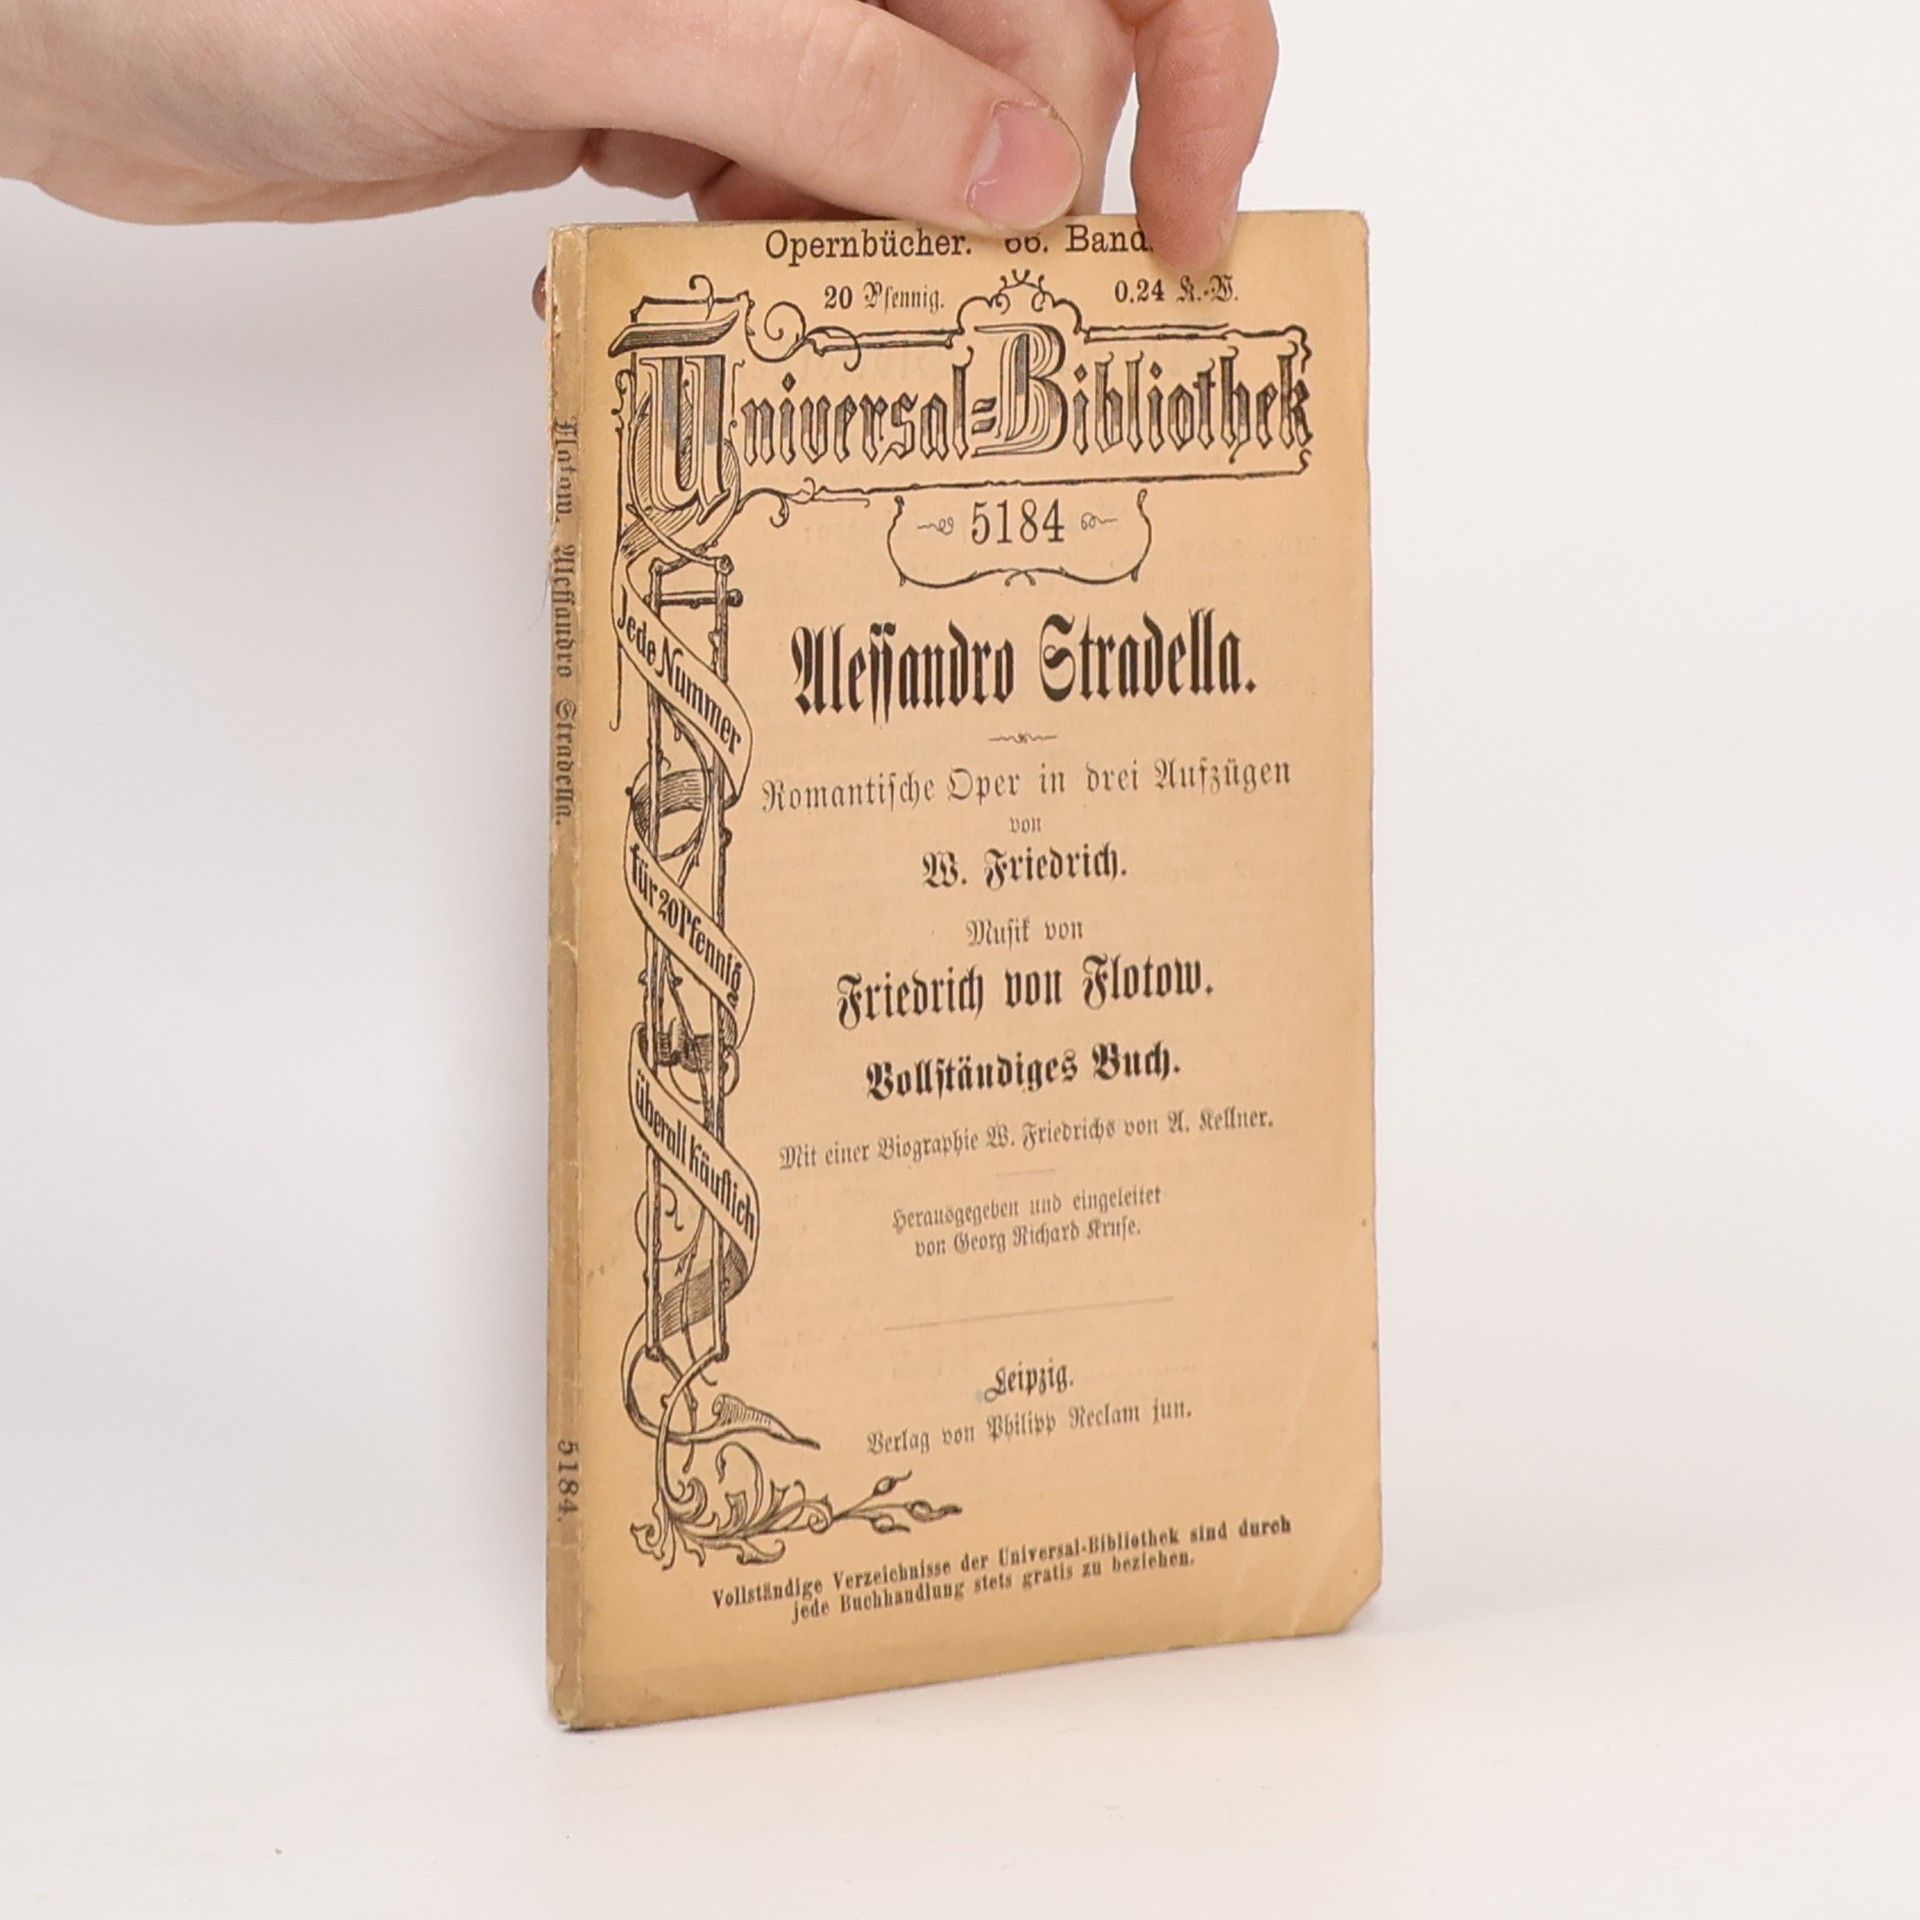 Opernbücher. 66. Band.
20 Pfennig. 0.24 K.-W.
Universal=Bibliothek
5184
Jede Nummer
für 20 Pfennig
überall käuflich
Alessandro Stradella.
Romantische Oper in drei Aufzügen
von
W. Friedrich.
Musik von
Friedrich von Flotow.
Vollständiges Buch.
Mit einer Biographie W. Friedrichs von A. Kellner.
Herausgegeben und eingeleitet
von Georg Richard Kruse.
Leipzig.
Verlag von Philipp Reclam jun.
Vollständige Verzeichnisse der Universal-Bibliothek sind durch
jede Buchhandlung stets gratis zu beziehen.
Flotow. Alessandro Stradella. 5184.